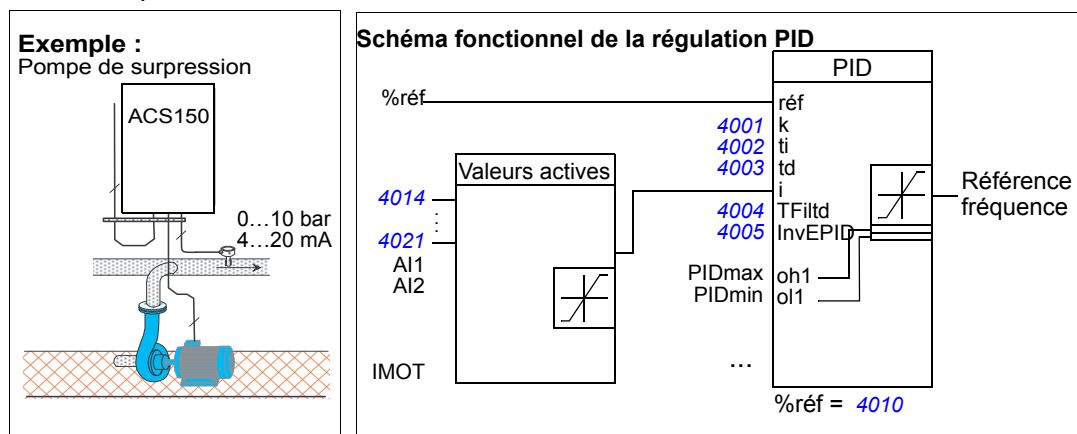 Exemple :
Pompe de surpression
ACS150
0...10 bar
4...20 mA
Schéma fonctionnel de la régulation PID
PID
%réf
réf
4001 k
4002 ti
4003 td
i
4004 TFiltd
4005 InvEPID
PIDmax oh1
PIDmin ol1
...
Valeurs actives
4014
4021
AI1
AI2
IMOT
Référence
fréquence
%réf = 4010